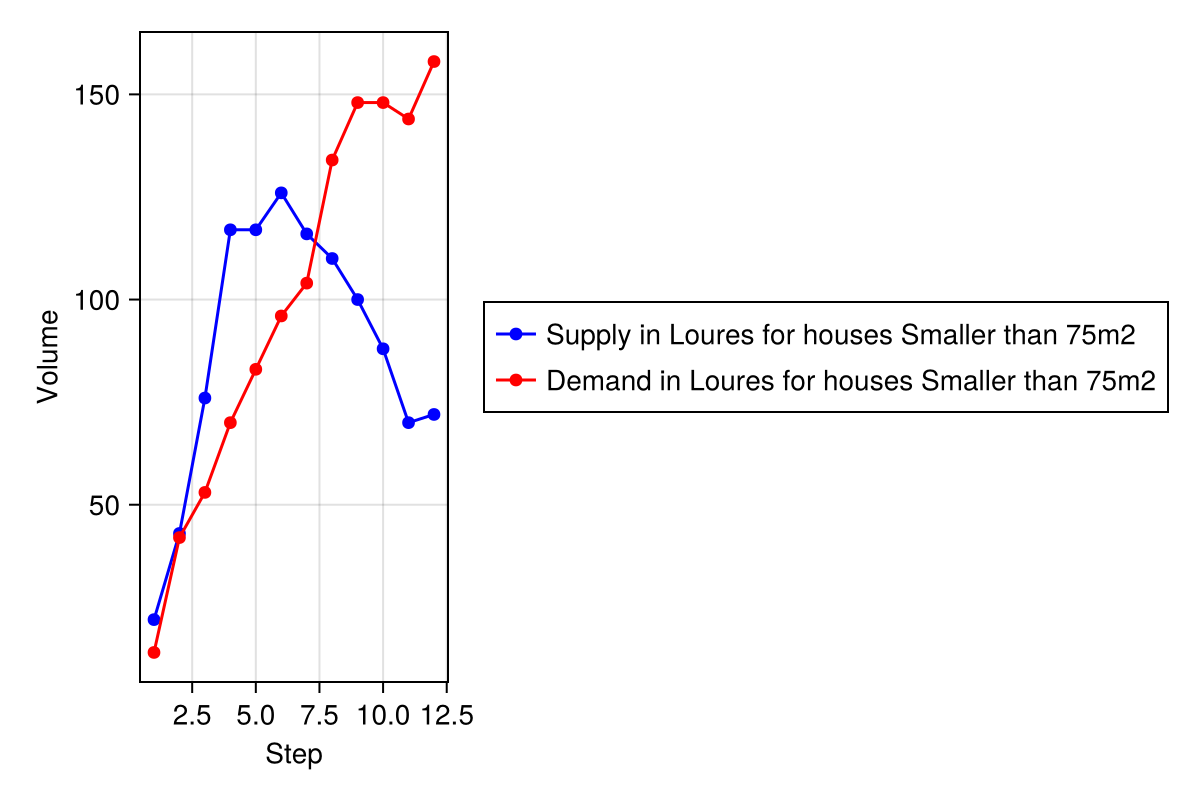 150
100
50
Volume
2.5 5.0 7.5 10.0 12.5
Step
Supply in Loures for houses Smaller than 75m2
Demand in Loures for houses Smaller than 75m2